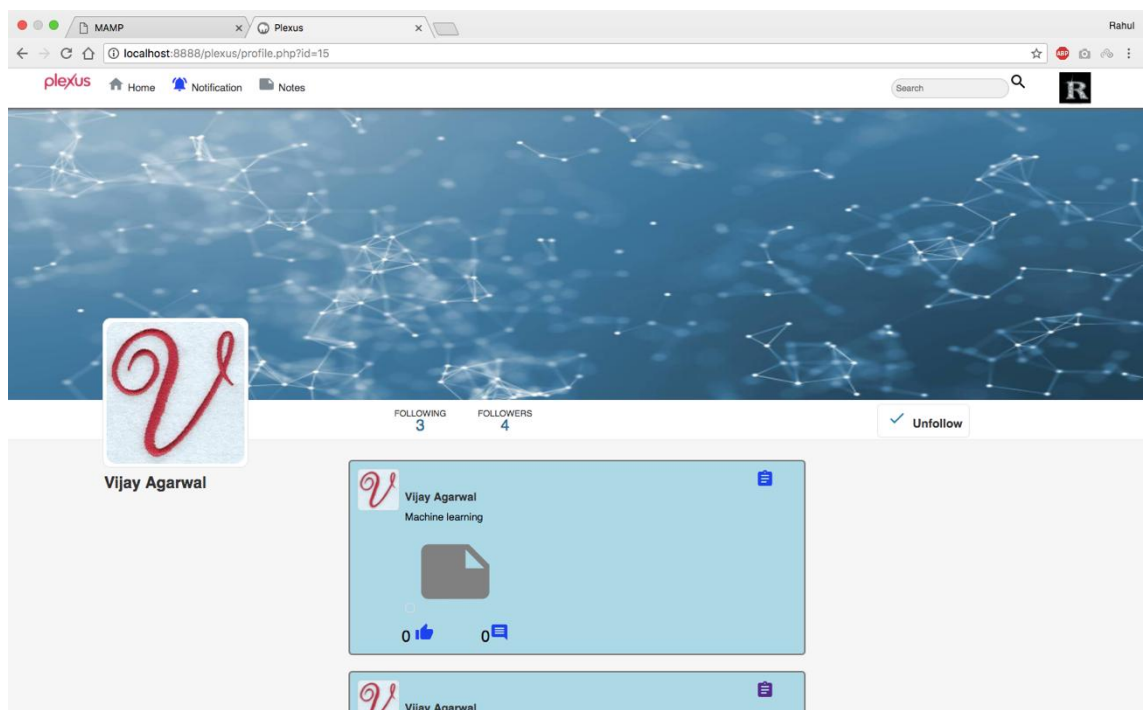 MAMP
Plexus
Rahul
localhost:8888/plexus/profile.php?id=15
ABP
plexus
Home
Notification
Notes
Search
R
V
FOLLOWING
3
FOLLOWERS
4
Unfollow
Vijay Agarwal
V
Vijay Agarwal
Machine learning
0
0
V
Vijay Agarwal